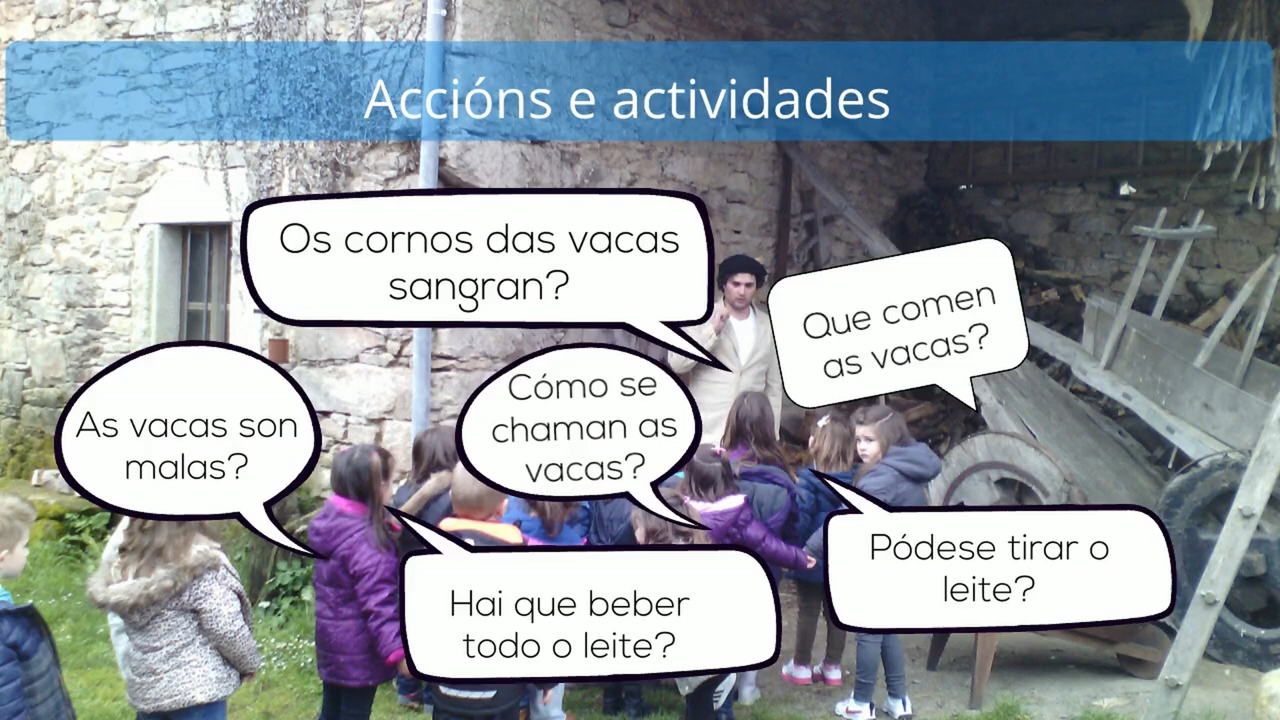 Accións e actividades
Os cornos das vacas
sangran?
Que comen
as vacas?
As vacas son
malas?
Cómo se
chaman as
vacas?
Pódese tirar o
leite?
Hai que beber
todo o leite?